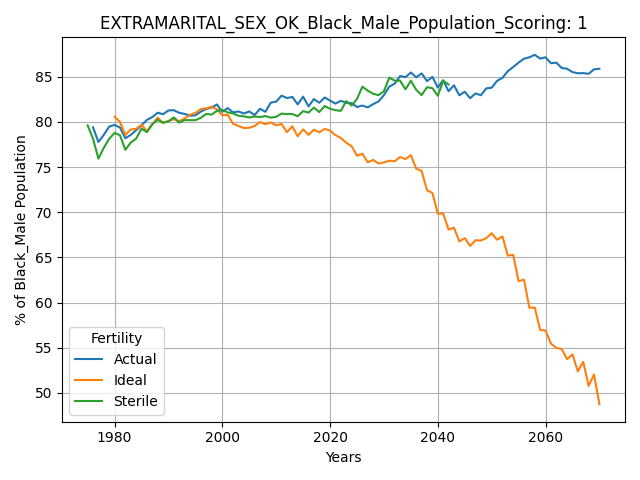 EXTRAMARITAL_SEX_OK_Black_Male_Population_Scoring: 1
% of Black_Male Population
85
80
75
70
65
60
55
50
Fertility
Actual
Ideal
Sterile
1980 2000 2020 2040 2060
Years